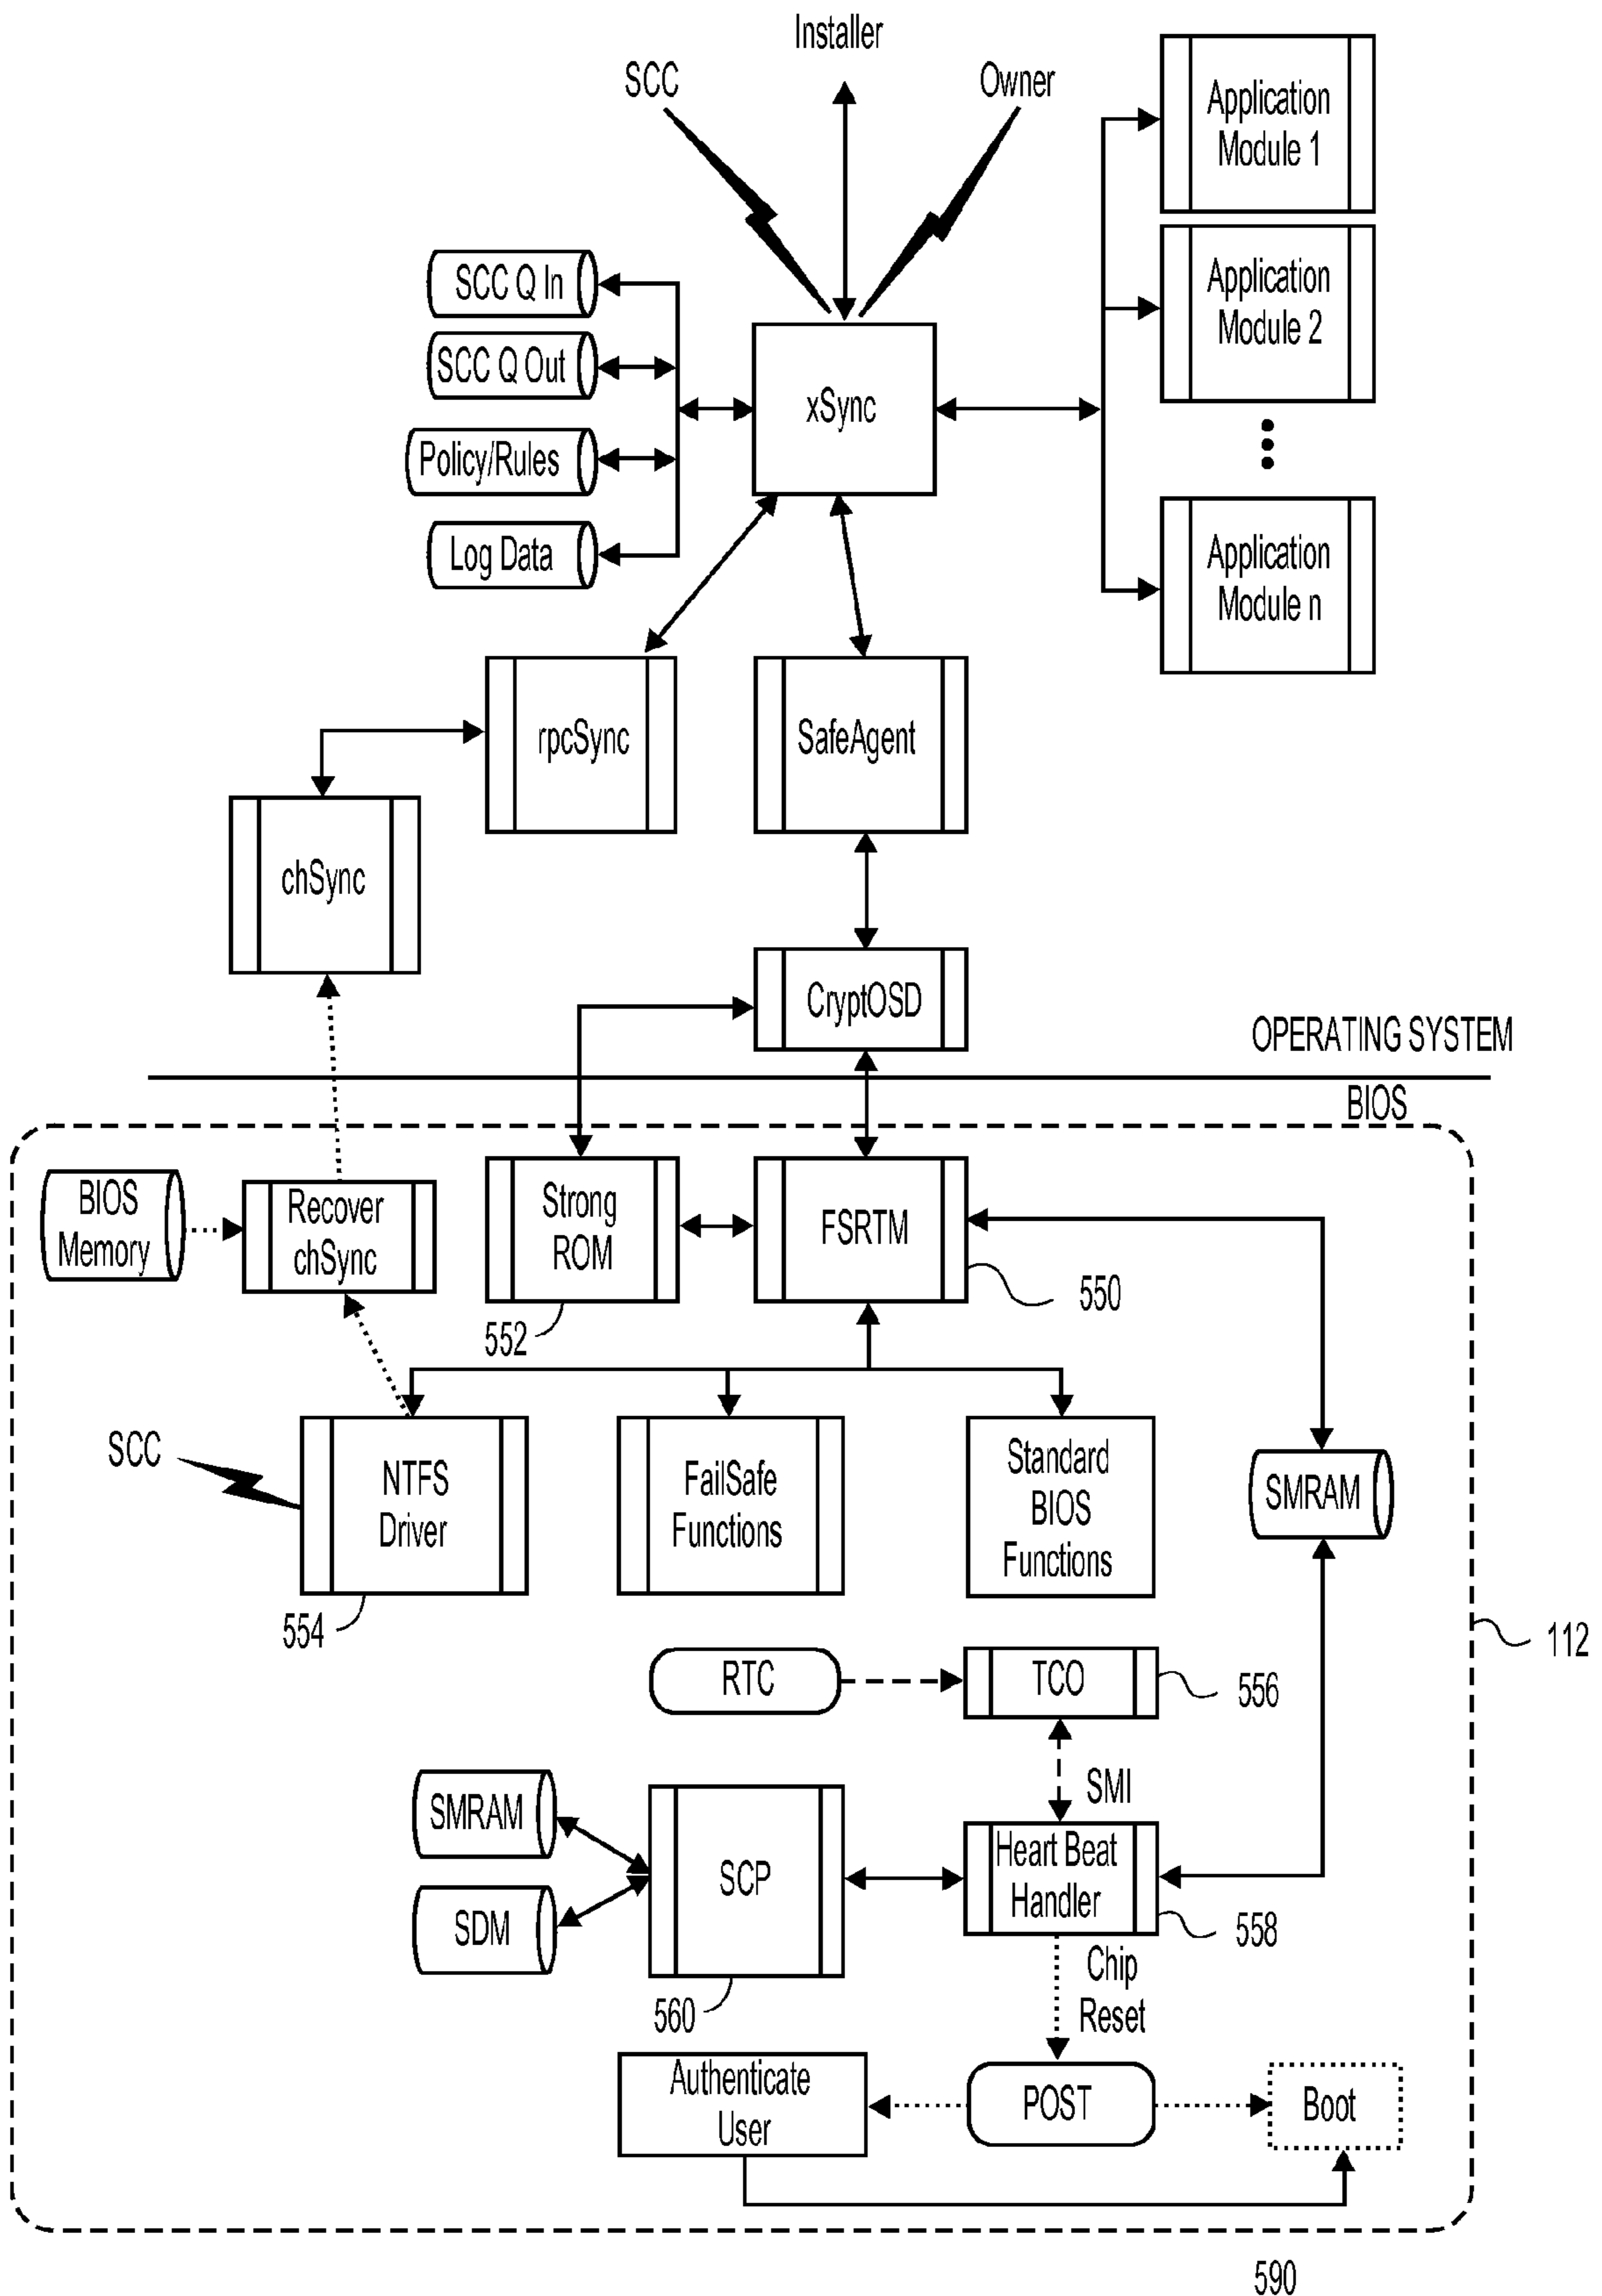 Installer
SCC
Owner
Application
Module 1
SCC Q In
Application
Module 2
SCC Q Out
xSync
Policy/Rules
Log Data
Application
Module n
rpcSync
SafeAgent
chSync
CryptOSD
OPERATING SYSTEM
BIOS
BIOS
Memory
Recover
chSync
Strong
ROM
FSRTM
550
552
SCC
NTFS
Driver
FailSafe
Functions
Standard
BIOS
Functions
SMRAM
554
112
RTC
TCO
556
SMI
SMRAM
SCP
Heart Beat
Handler
SDM
558
560
Chip
Reset
Authenticate
User
POST
Boot
590